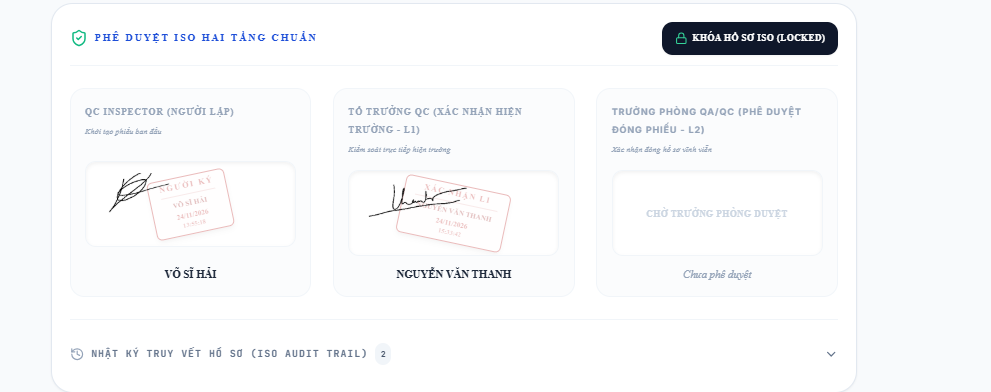 PHÊ DUYỆT ISO HAI TẦNG CHUẨN
KHÓA HỒ SƠ ISO (LOCKED)
QC INSPECTOR (NGƯỜI LẬP)
Khởi tạo phiếu ban đầu
NGƯỜI KÝ
VÕ SĨ HẢI
24/11/2026
VÕ SĨ HẢI
TỔ TRƯỞNG QC (XÁC NHẬN HIỆN
TRƯỜNG - L1)
Kiểm soát trực tiếp hiện trường
XÁC NHẬN L1
NGUYỄN VĂN THANH
24/11/2026
NGUYỄN VĂN THANH
TRƯỞNG PHÒNG QA/QC (PHÊ DUYỆT
ĐÓNG PHIẾU - L2)
Xác nhận đóng hồ sơ vĩnh viễn
CHỜ TRƯỞNG PHÒNG DUYỆT
Chưa phê duyệt
NHẬT KÝ TRUY VẾT HỒ SƠ (ISO AUDIT TRAIL) 2